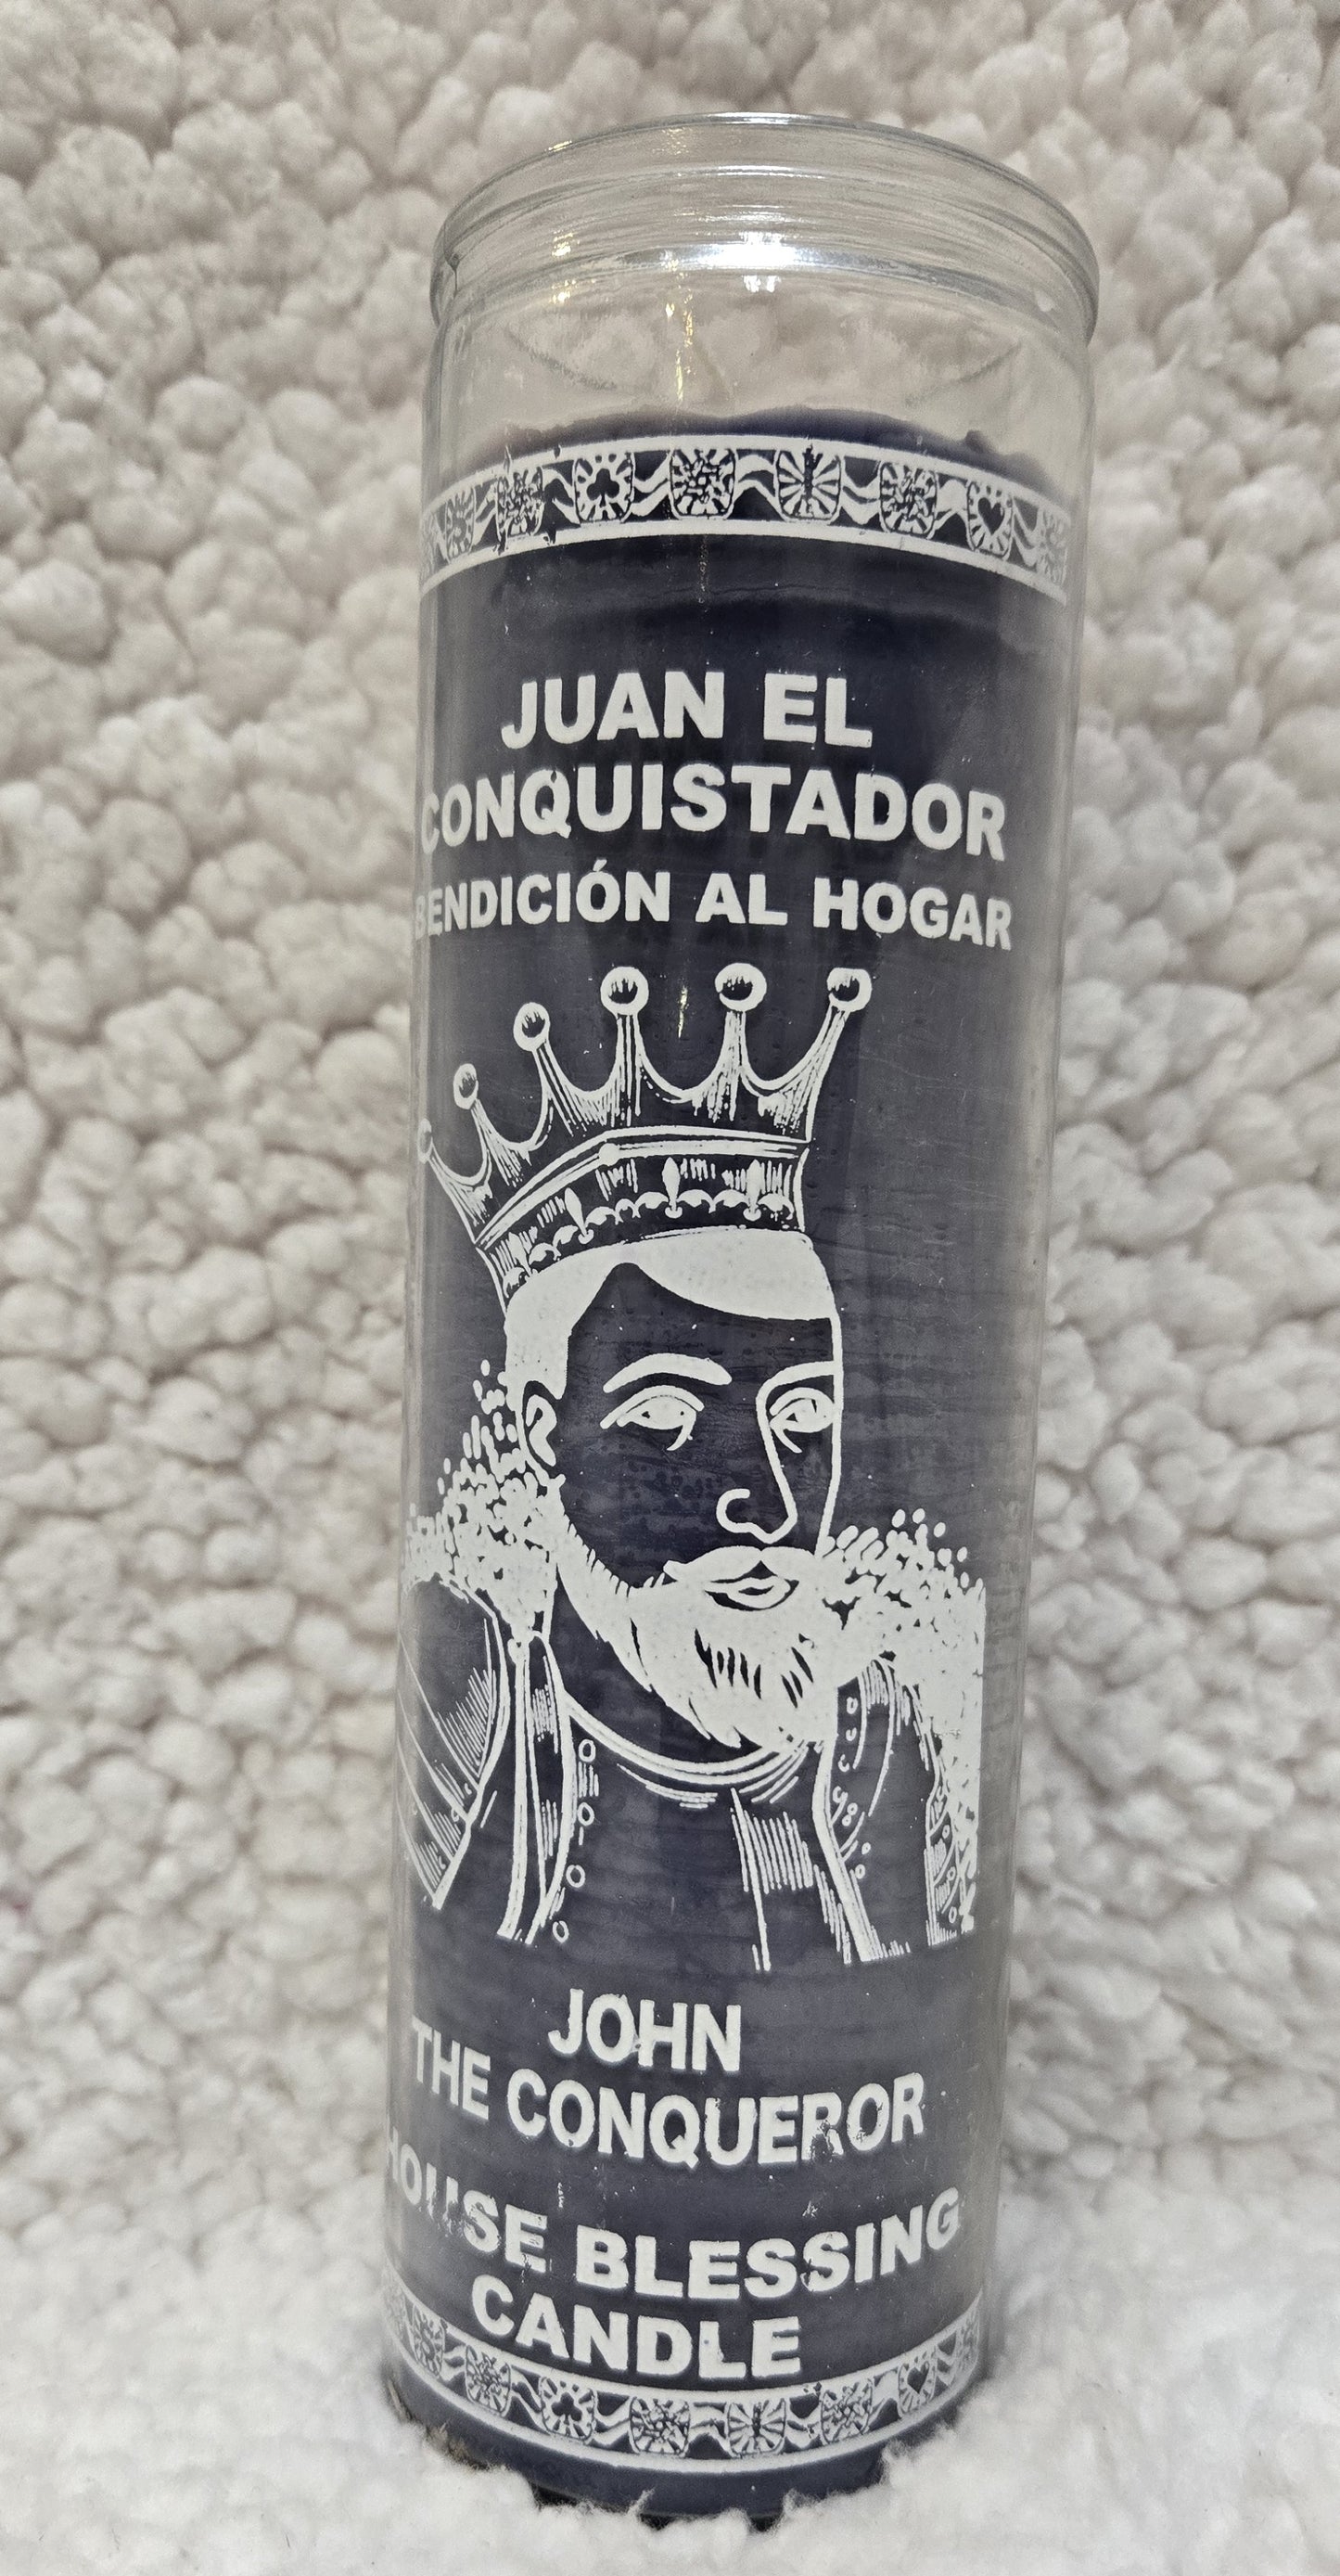 JUAN EL
CONQUISTADOR
BENDICIÓN AL HOGAR
JOHN
THE CONQUEROR
HOUSE BLESSING
CANDLE